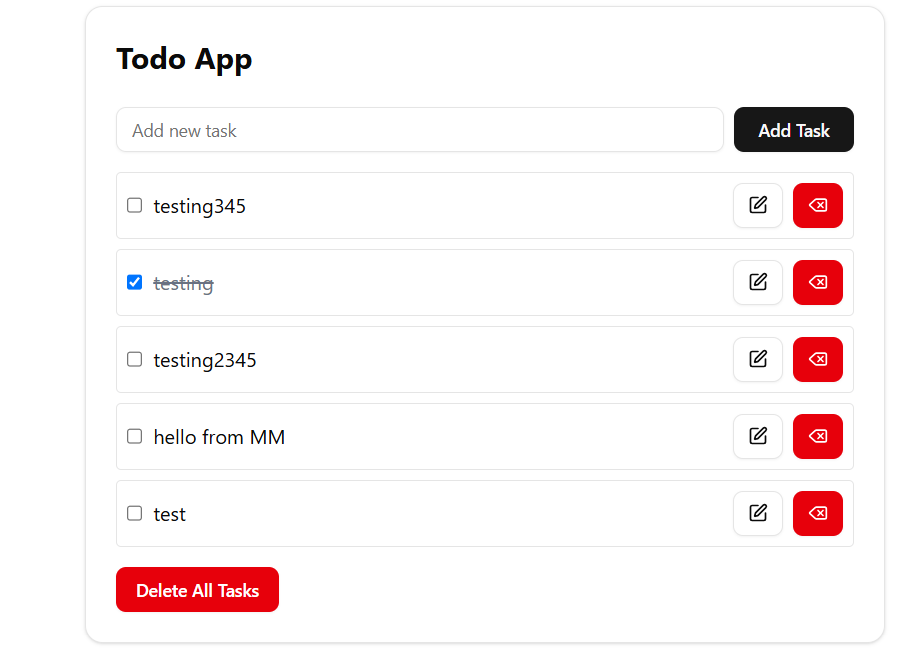 Todo App
Add new task
Add Task
testing345
testing
testing2345
hello from MM
test
Delete All Tasks